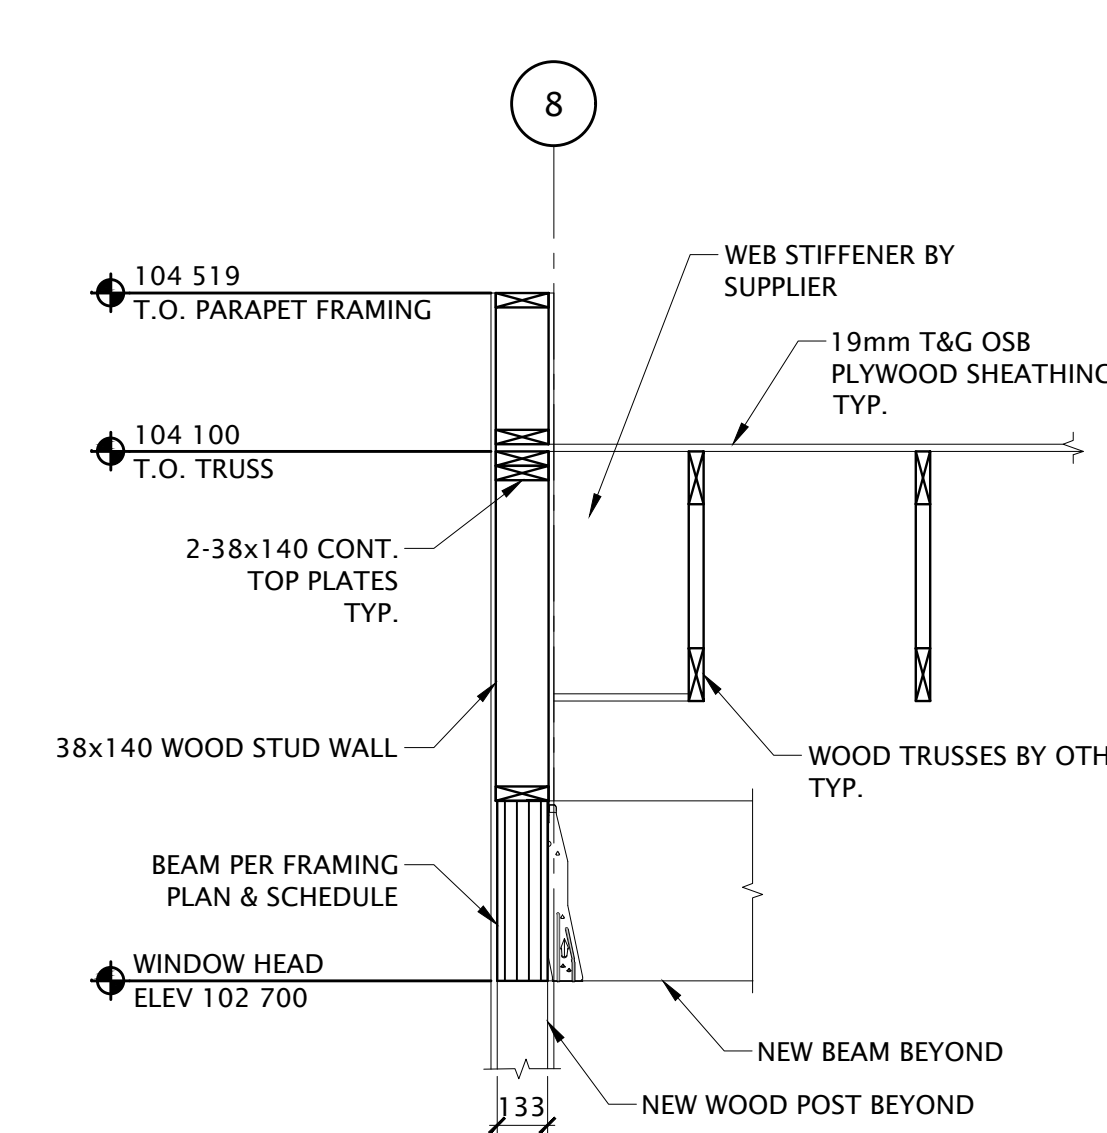 8
WEB STIFFENER BY
SUPPLIER
104 519
T.O. PARAPET FRAMING
19mm T&G OSB
PLYWOOD SHEATHING
TYP.
104 100
T.O. TRUSS
2-38x140 CONT.
TOP PLATES
TYP.
38x140 WOOD STUD WALL
WOOD TRUSSES BY OTH
TYP.
BEAM PER FRAMING
PLAN & SCHEDULE
WINDOW HEAD
ELEV 102 700
NEW BEAM BEYOND
133
NEW WOOD POST BEYOND